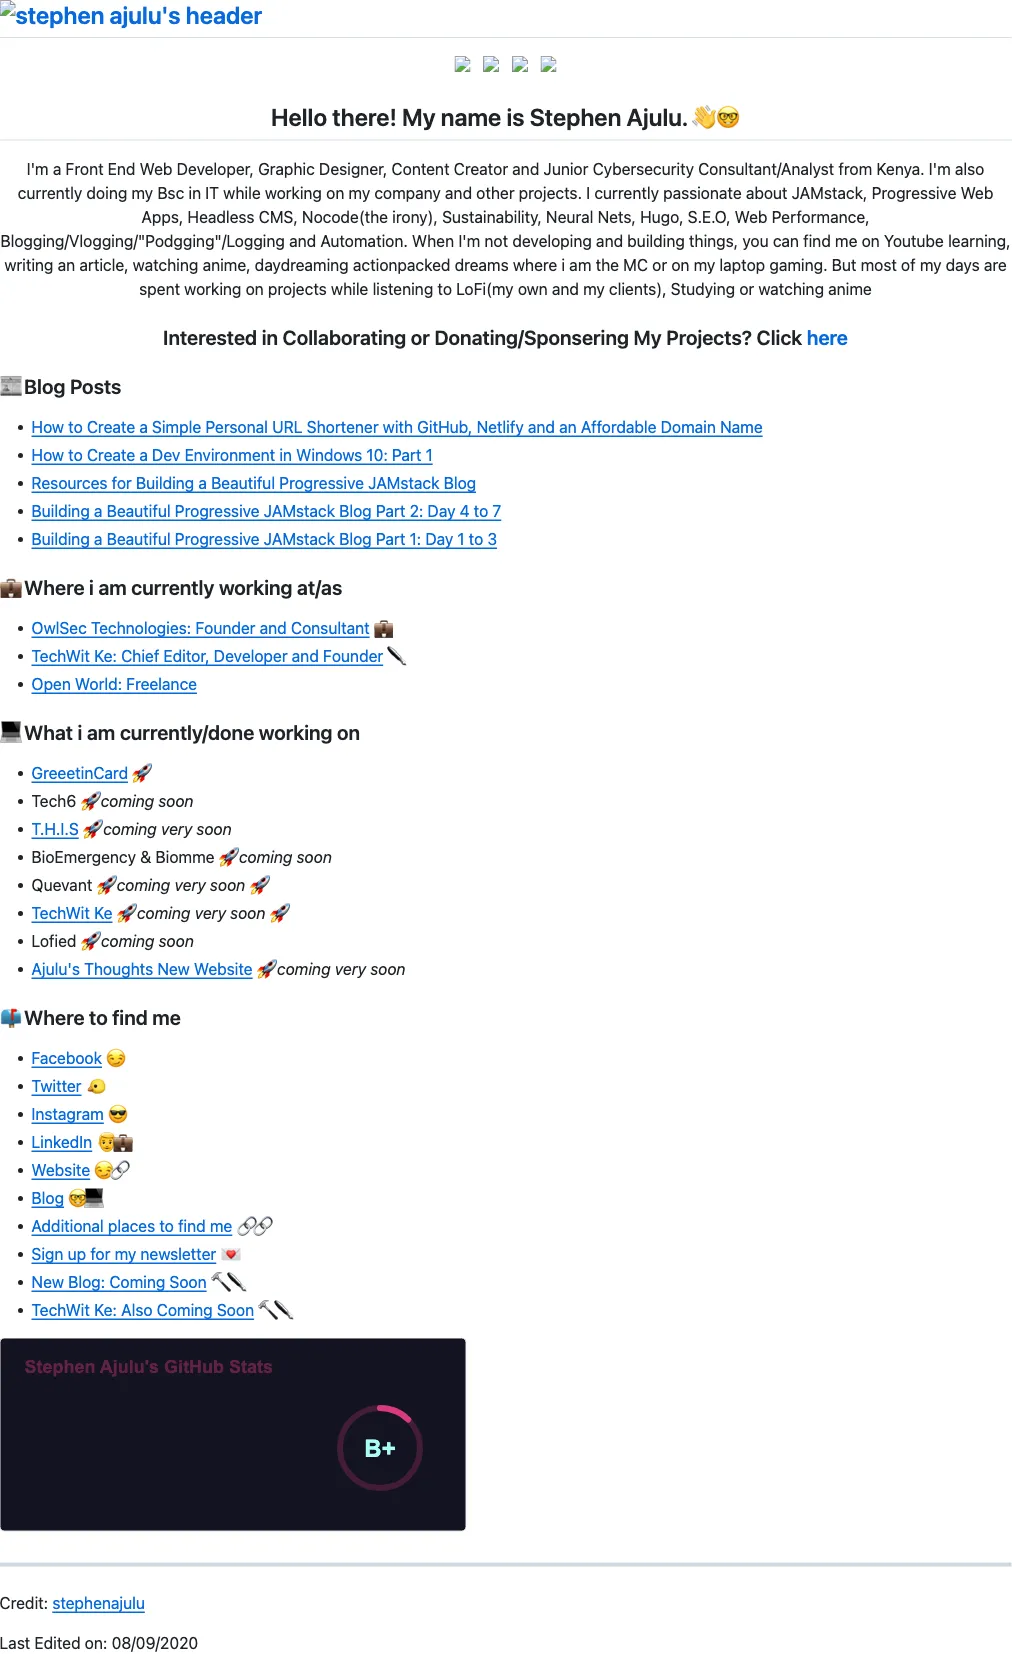 stephen ajulu's header
Hello there! My name is Stephen Ajulu. 👋🤓
I'm a Front End Web Developer, Graphic Designer, Content Creator and Junior Cybersecurity Consultant/Analyst from Kenya. I'm also
currently doing my Bsc in IT while working on my company and other projects. I currently passionate about JAMstack, Progressive Web
Apps, Headless CMS, Nocode(the irony), Sustainability, Neural Nets, Hugo, S.E.O, Web Performance,
Blogging/Vlogging/"Podgging"/Logging and Automation. When I'm not developing and building things, you can find me on Youtube learning,
writing an article, watching anime, daydreaming actionpacked dreams where i am the MC or on my laptop gaming. But most of my days are
spent working on projects while listening to LoFi(my own and my clients), Studying or watching anime
Interested in Collaborating or Donating/Sponsering My Projects? Click here
📰Blog Posts
• How to Create a Simple Personal URL Shortener with GitHub, Netlify and an Affordable Domain Name
• How to Create a Dev Environment in Windows 10: Part 1
• Resources for Building a Beautiful Progressive JAMstack Blog
• Building a Beautiful Progressive JAMstack Blog Part 2: Day 4 to 7
• Building a Beautiful Progressive JAMstack Blog Part 1: Day 1 to 3
💼Where i am currently working at/as
• OwlSec Technologies: Founder and Consultant 💼
• TechWit Ke: Chief Editor, Developer and Founder ✒
• Open World: Freelance
💻What i am currently/done working on
• GreeetinCard 🚀
• Tech6 🚀coming soon
• T.H.I.S 🚀coming very soon
• BioEmergency & Biomme 🚀coming soon
• Quevant 🚀coming very soon 🚀
• TechWit Ke 🚀coming very soon 🚀
• Lofied 🚀coming soon
• Ajulu's Thoughts New Website 🚀coming very soon
📫Where to find me
• Facebook 😏
• Twitter 🐤
• Instagram 😎
• LinkedIn 👨‍💼
• Website 😏🔗
• Blog 🤓💻
• Additional places to find me 🔗🔗
• Sign up for my newsletter 💌
• New Blog: Coming Soon 🔨✒
• TechWit Ke: Also Coming Soon 🔨✒
Stephen Ajulu's GitHub Stats
B+
Credit: stephenajulu
Last Edited on: 08/09/2020